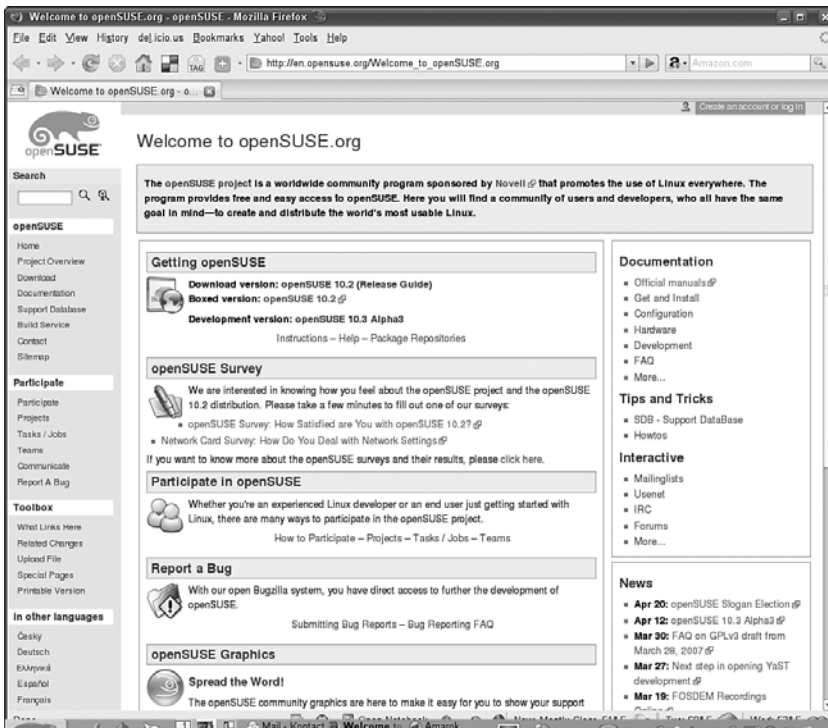 Welcome to openSUSE.org - openSUSE - Mozilla Firefox
File Edit View History del.icio.us Bookmarks Yahoo! Tools Help
TAG
http://en.opensuse.org/Welcome_to_openSUSE.org
a
Amazon.com
Welcome to openSUSE.org - o...
Create an account or log in
openSUSE
Search
openSUSE
Home
Project Overview
Download
Documentation
Support Database
Build Service
Contact
Sitemap
Participate
Participate
Projects
Tasks / Jobs
Teams
Communicate
Report A Bug
Toolbox
What Links Here
Related Changes
Upload File
Special Pages
Printable Version
In other languages
Česky
Deutsch
Ελληνικά
Español
Français
Welcome to openSUSE.org
The openSUSE project is a worldwide community program sponsored by Novell that promotes the use of Linux everywhere. The
program provides free and easy access to openSUSE. Here you will find a community of users and developers, who all have the same
goal in mind—to create and distribute the world's most usable Linux.
Getting openSUSE
Download version: openSUSE 10.2 (Release Guide)
Boxed version: openSUSE 10.2
Development version: openSUSE 10.3 Alpha3
Instructions – Help – Package Repositories
openSUSE Survey
We are interested in knowing how you feel about the openSUSE project and the openSUSE
10.2 distribution. Please take a few minutes to fill out one of our surveys:
openSUSE Survey: How Satisfied are You with openSUSE 10.2?
Network Card Survey: How Do You Deal with Network Settings
If you want to know more about the openSUSE surveys and their results, please click here.
Participate in openSUSE
Whether you're an experienced Linux developer or an end user just getting started with
Linux, there are many ways to participate in the openSUSE project.
How to Participate – Projects – Tasks / Jobs – Teams
Report a Bug
With our open Bugzilla system, you have direct access to further the development of
openSUSE.
Submitting Bug Reports – Bug Reporting FAQ
openSUSE Graphics
Spread the Word!
The openSUSE community graphics are here to make it easy for you to show your support
Documentation
Official manuals
Get and Install
Configuration
Hardware
Development
FAQ
More...
Tips and Tricks
SDB - Support DataBase
Howtos
Interactive
Mailinglists
Usenet
IRC
Forums
More...
News
Apr 20: openSUSE Slogan Election
Apr 12: openSUSE 10.3 Alpha3
Mar 30: FAQ on GPLv3 draft from
March 28, 2007
Mar 27: Next step in opening YaST
development
Mar 19: FOSDEM Recordings
Mail - Kontact Welcome to Amarok